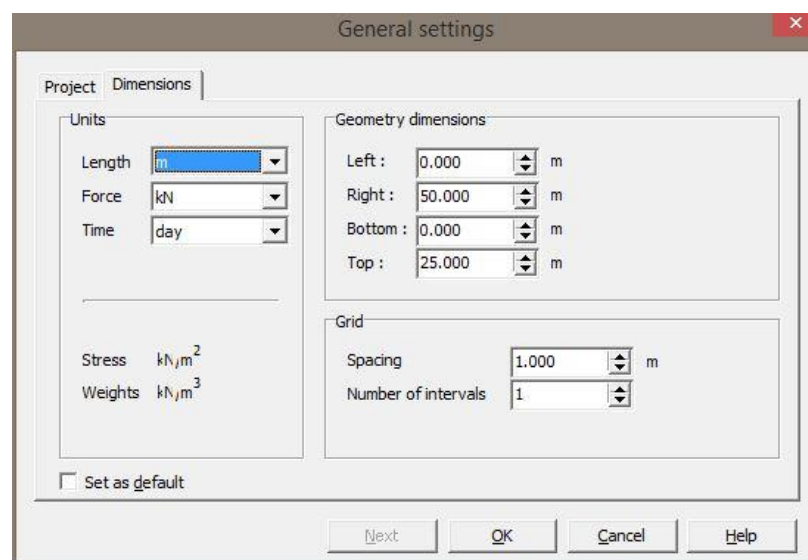 General settings
Project Dimensions
Units
Length m
Force kN
Time day
Stress kN/m²
Weights kN/m³
Geometry dimensions
Left : 0.000 m
Right : 50.000 m
Bottom : 0.000 m
Top : 25.000 m
Grid
Spacing 1.000 m
Number of intervals 1
Set as default
Next OK Cancel Help